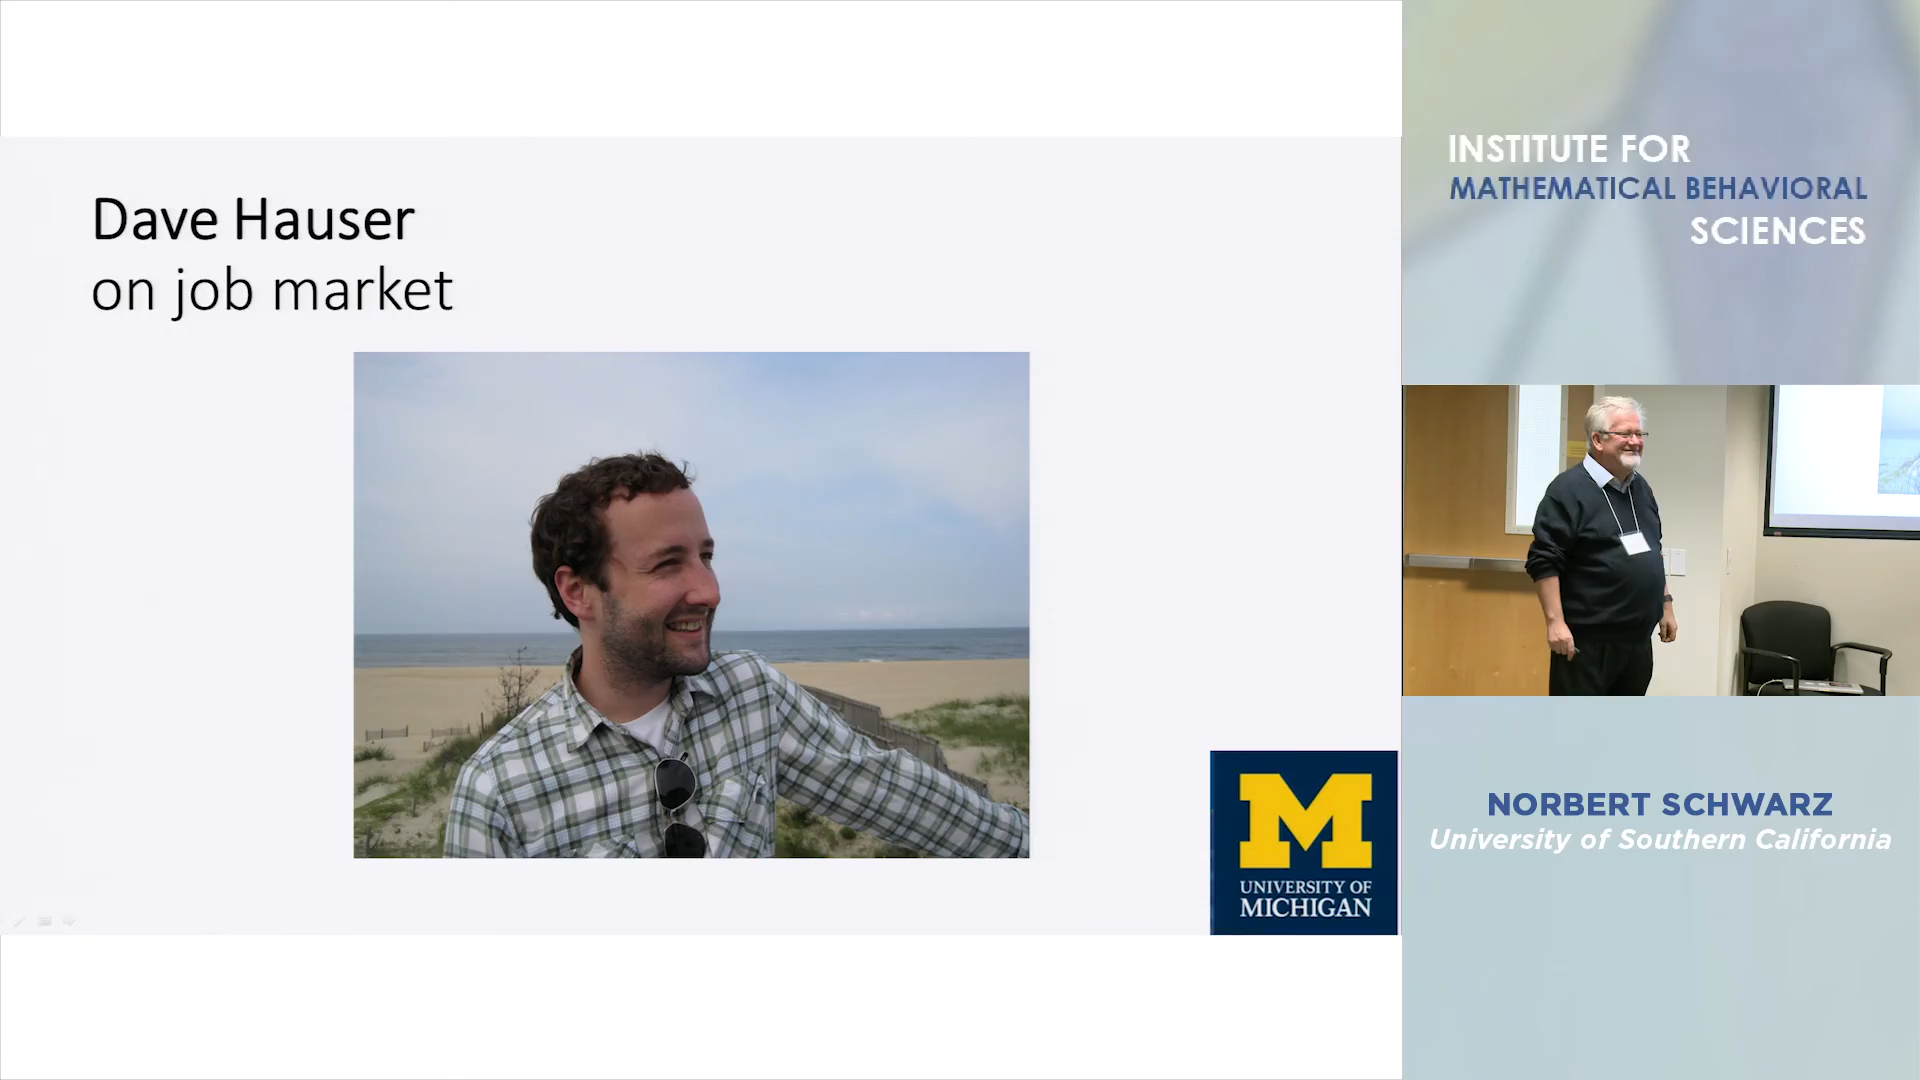 Dave Hauser
on job market
UNIVERSITY OF
MICHIGAN
INSTITUTE FOR
MATHEMATICAL BEHAVIORAL
SCIENCES
NORBERT SCHWARZ
University of Southern California